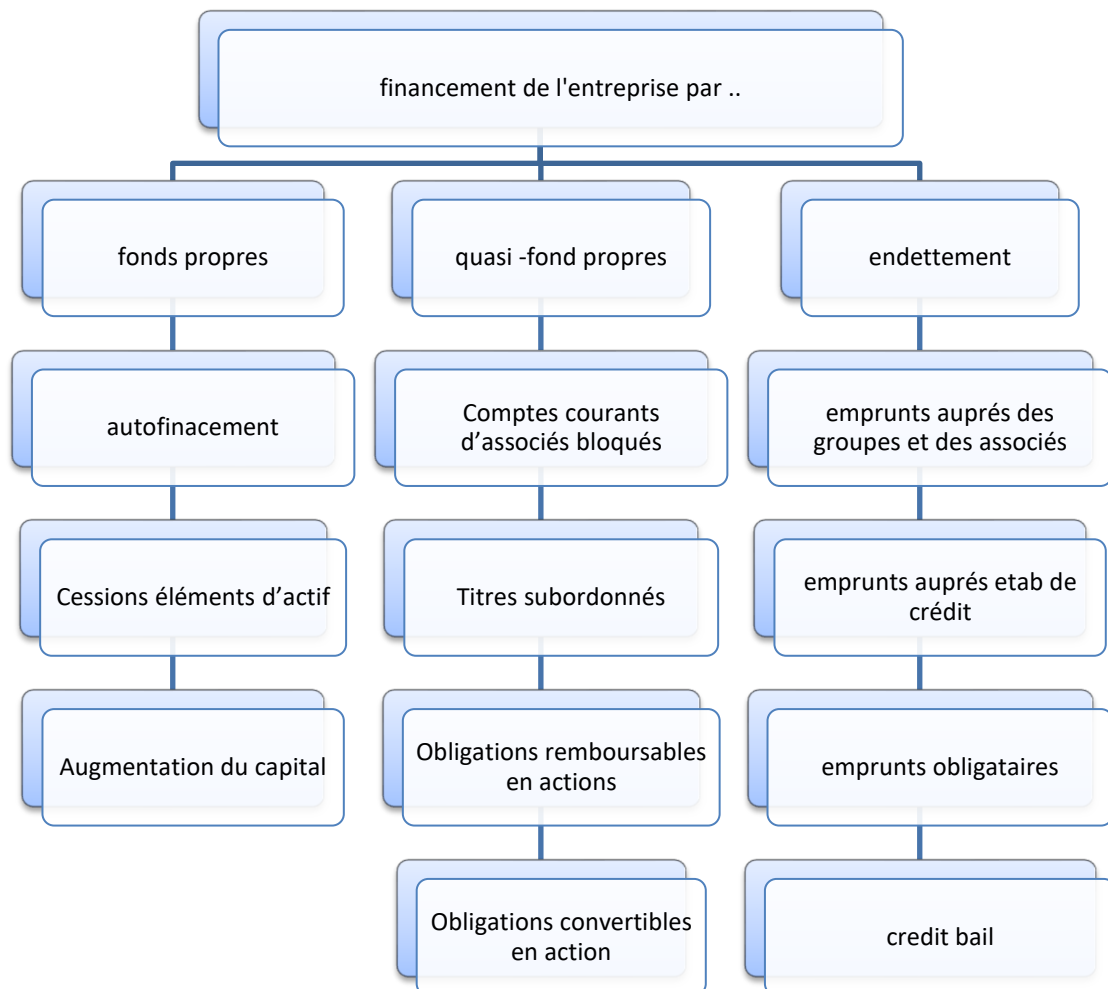 financement de l'entreprise par ..
fonds propres
quasi -fond propres
endettement
autofinacement
Comptes courants
d’associés bloqués
emprunts auprés des
groupes et des associés
Cessions éléments d’actif
Titres subordonnés
emprunts auprés etab de
crédit
Augmentation du capital
Obligations remboursables
en actions
emprunts obligataires
Obligations convertibles
en action
credit bail